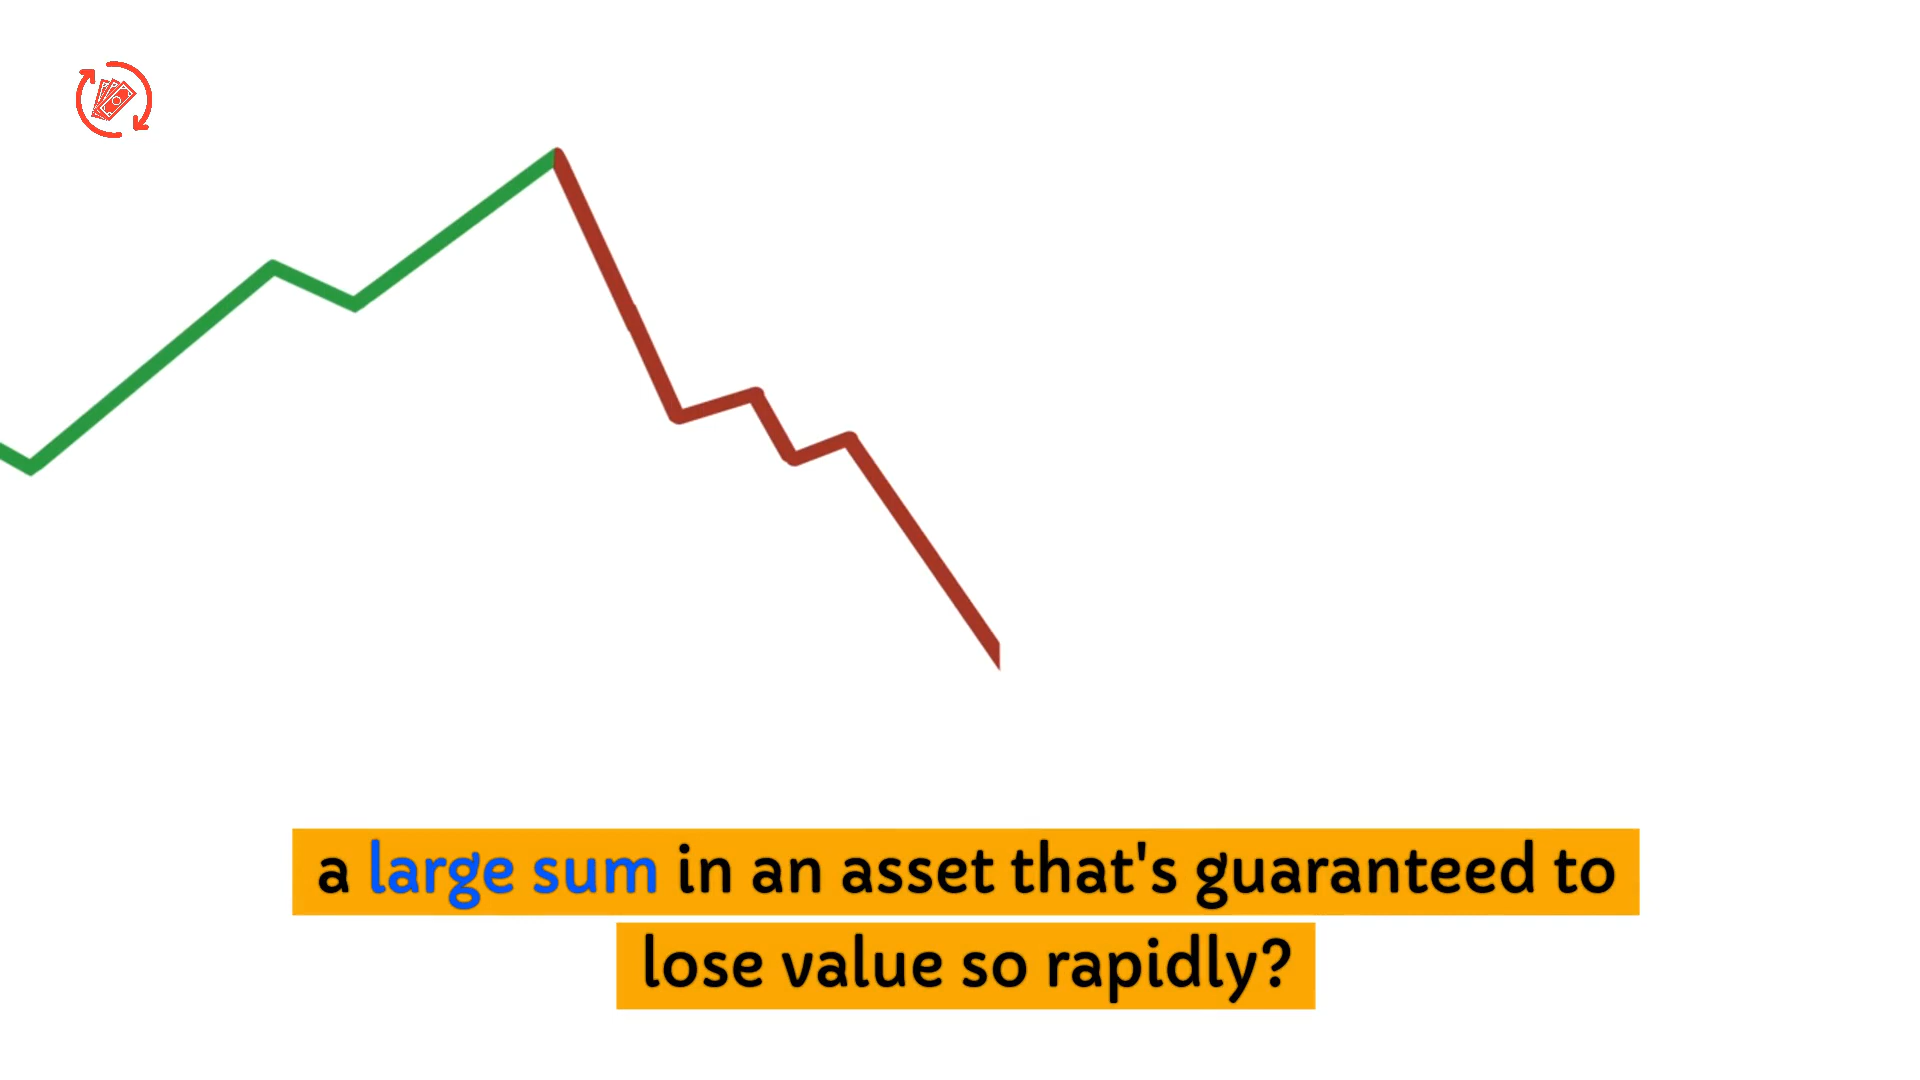 a large sum in an asset that's guaranteed to
lose value so rapidly?